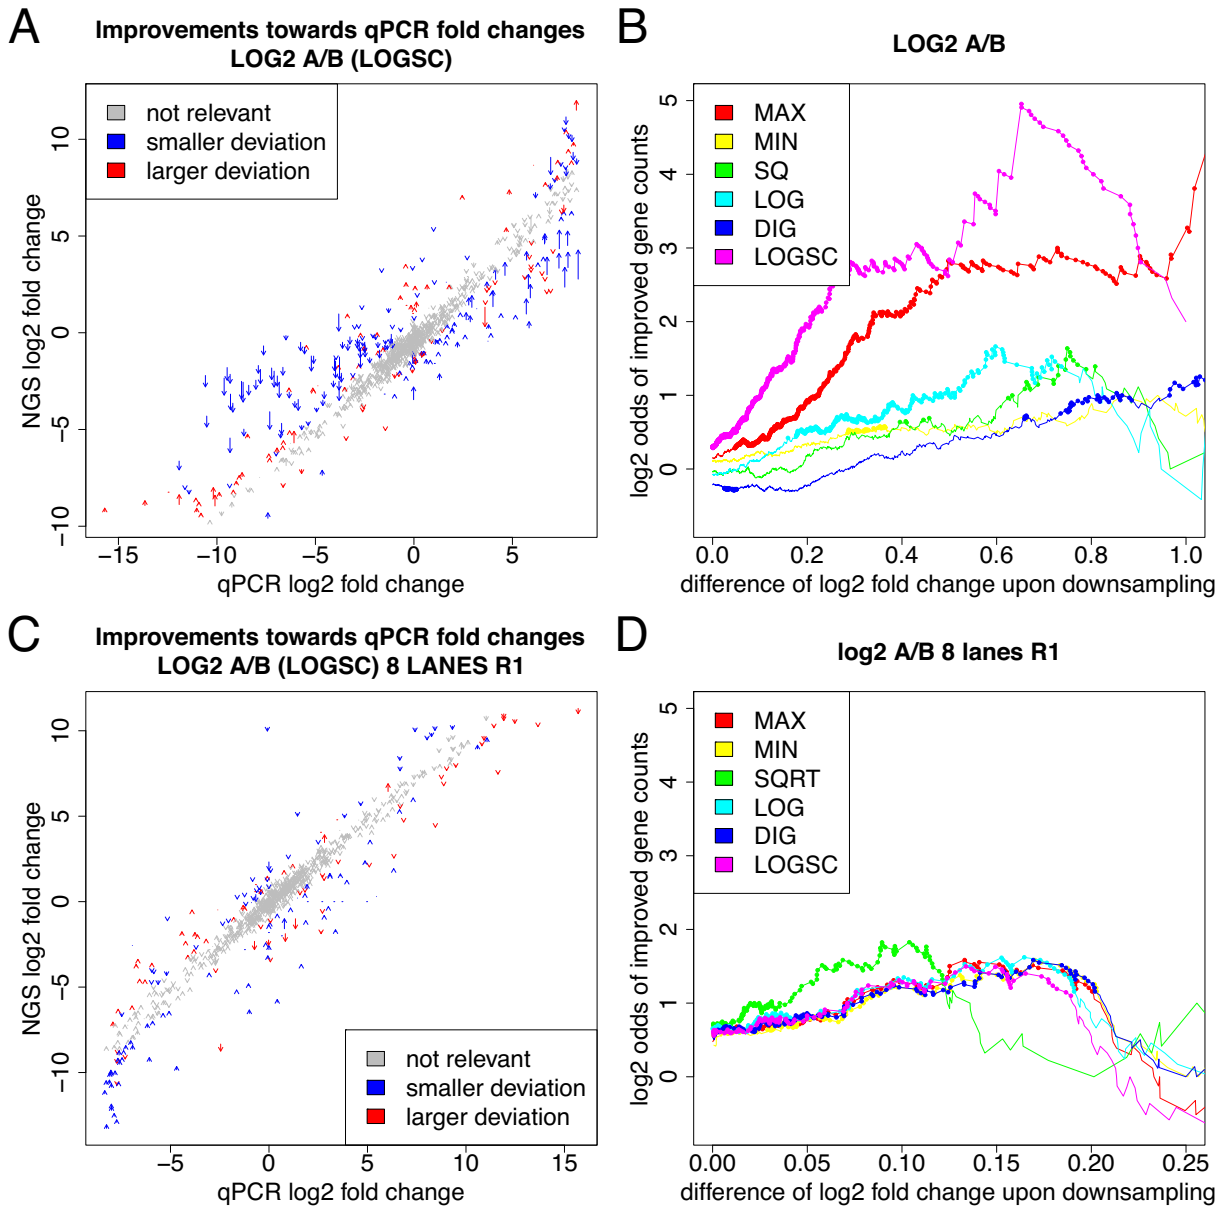 A
Improvements towards qPCR fold changes
LOG2 A/B (LOGSC)
not relevant
smaller deviation
larger deviation
NGS log2 fold change
10
5
0
−5
−10
−15
−10
−5
0
5
qPCR log2 fold change
B
LOG2 A/B
MAX
MIN
SQ
LOG
DIG
LOGSC
log2 odds of improved gene counts
5
4
3
2
1
0
0.0
0.2
0.4
0.6
0.8
1.0
difference of log2 fold change upon downsampling
C
Improvements towards qPCR fold changes
LOG2 A/B (LOGSC) 8 LANES R1
NGS log2 fold change
10
5
0
−5
−10
not relevant
smaller deviation
larger deviation
−5
0
5
10
15
qPCR log2 fold change
D
log2 A/B 8 lanes R1
MAX
MIN
SQRT
LOG
DIG
LOGSC
log2 odds of improved gene counts
5
4
3
2
1
0
0.00
0.05
0.10
0.15
0.20
0.25
difference of log2 fold change upon downsampling